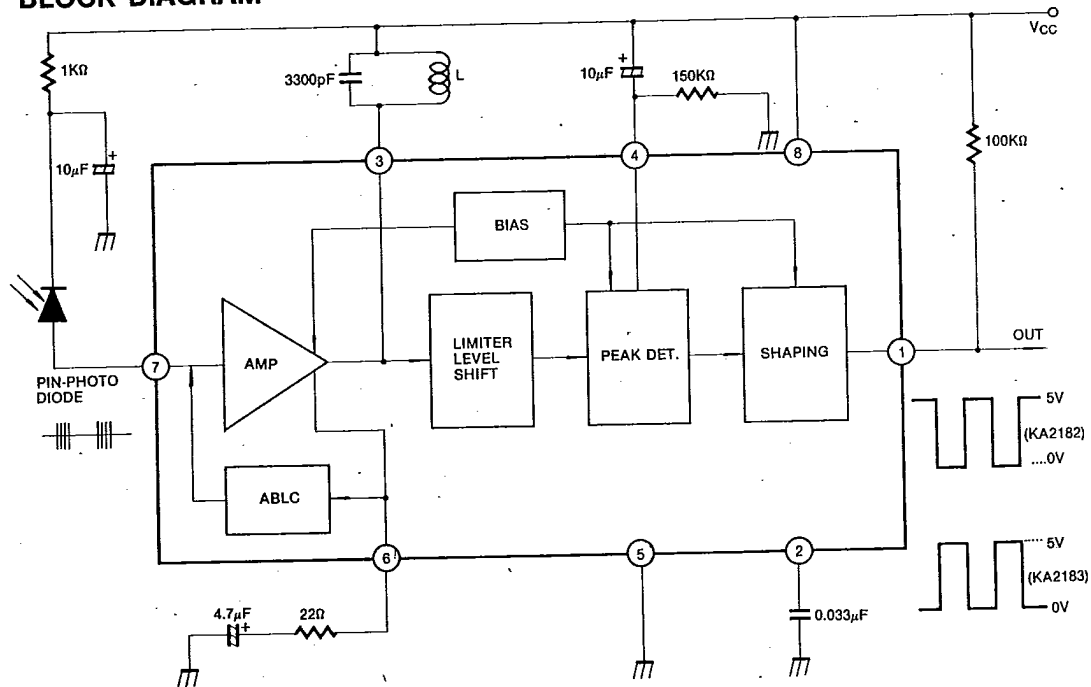 BLOCK DIAGRAM
VCC
1KΩ
3300pF
L
10μF
+
150KΩ
100KΩ
10μF
+
3
4
8
BIAS
AMP
LIMITER
LEVEL
SHIFT
PEAK DET.
SHAPING
7
1
OUT
PIN-PHOTO
DIODE
5V
(KA2182)
....0V
ABLC
6
5
2
5V
(KA2183)
0V
4.7μF
+
22Ω
0.033μF